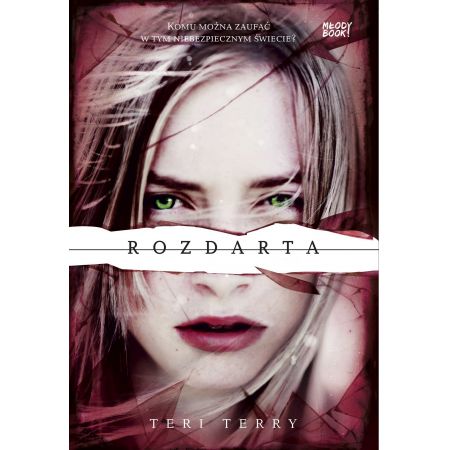 KOMU MOŻNA ZAUFAĆ
W TYM NIEBEZPIECZNYM ŚWIECIE?
MŁODY
BOOK!
ROZDARTA
TERI TERRY